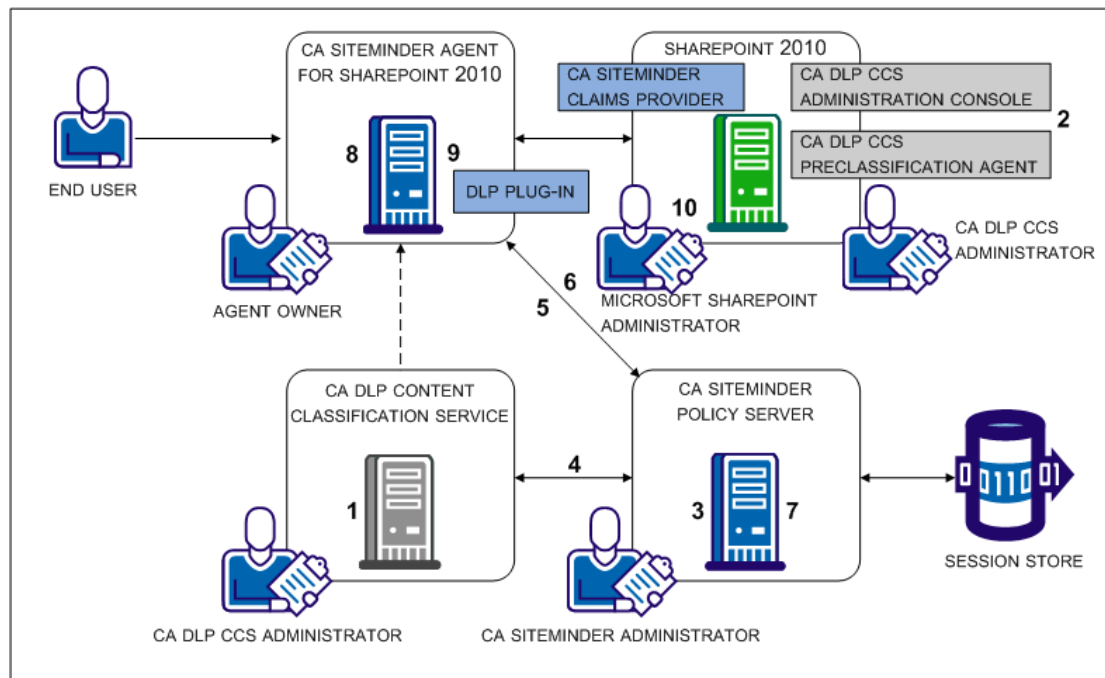 CA SITEMINDER AGENT
FOR SHAREPOINT 2010
SHAREPOINT 2010
CA SITEMINDER
CLAIMS PROVIDER
CA DLP CCS
ADMINISTRATION CONSOLE
2
CA DLP CCS
PRECLASSIFICATION AGENT
8
9
DLP PLUG-IN
END USER
10
CA DLP CCS
ADMINISTRATOR
AGENT OWNER
6
5
MICROSOFT SHAREPOINT
ADMINISTRATOR
CA DLP CONTENT
CLASSIFICATION SERVICE
CA SITEMINDER
POLICY SERVER
4
1
3
7
0 0110 01
SESSION STORE
CA DLP CCS ADMINISTRATOR
CA SITEMINDER ADMINISTRATOR